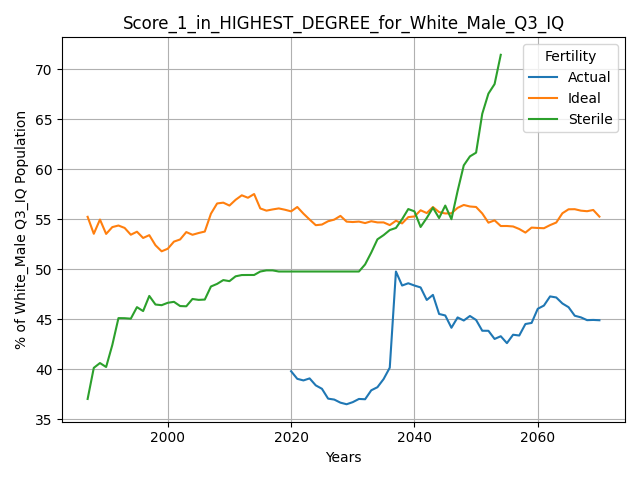 Score_1_in_HIGHEST_DEGREE_for_White_Male_Q3_IQ
Fertility
Actual
Ideal
Sterile
% of White_Male Q3_IQ Population
70
65
60
55
50
45
40
35
2000
2020
2040
2060
Years